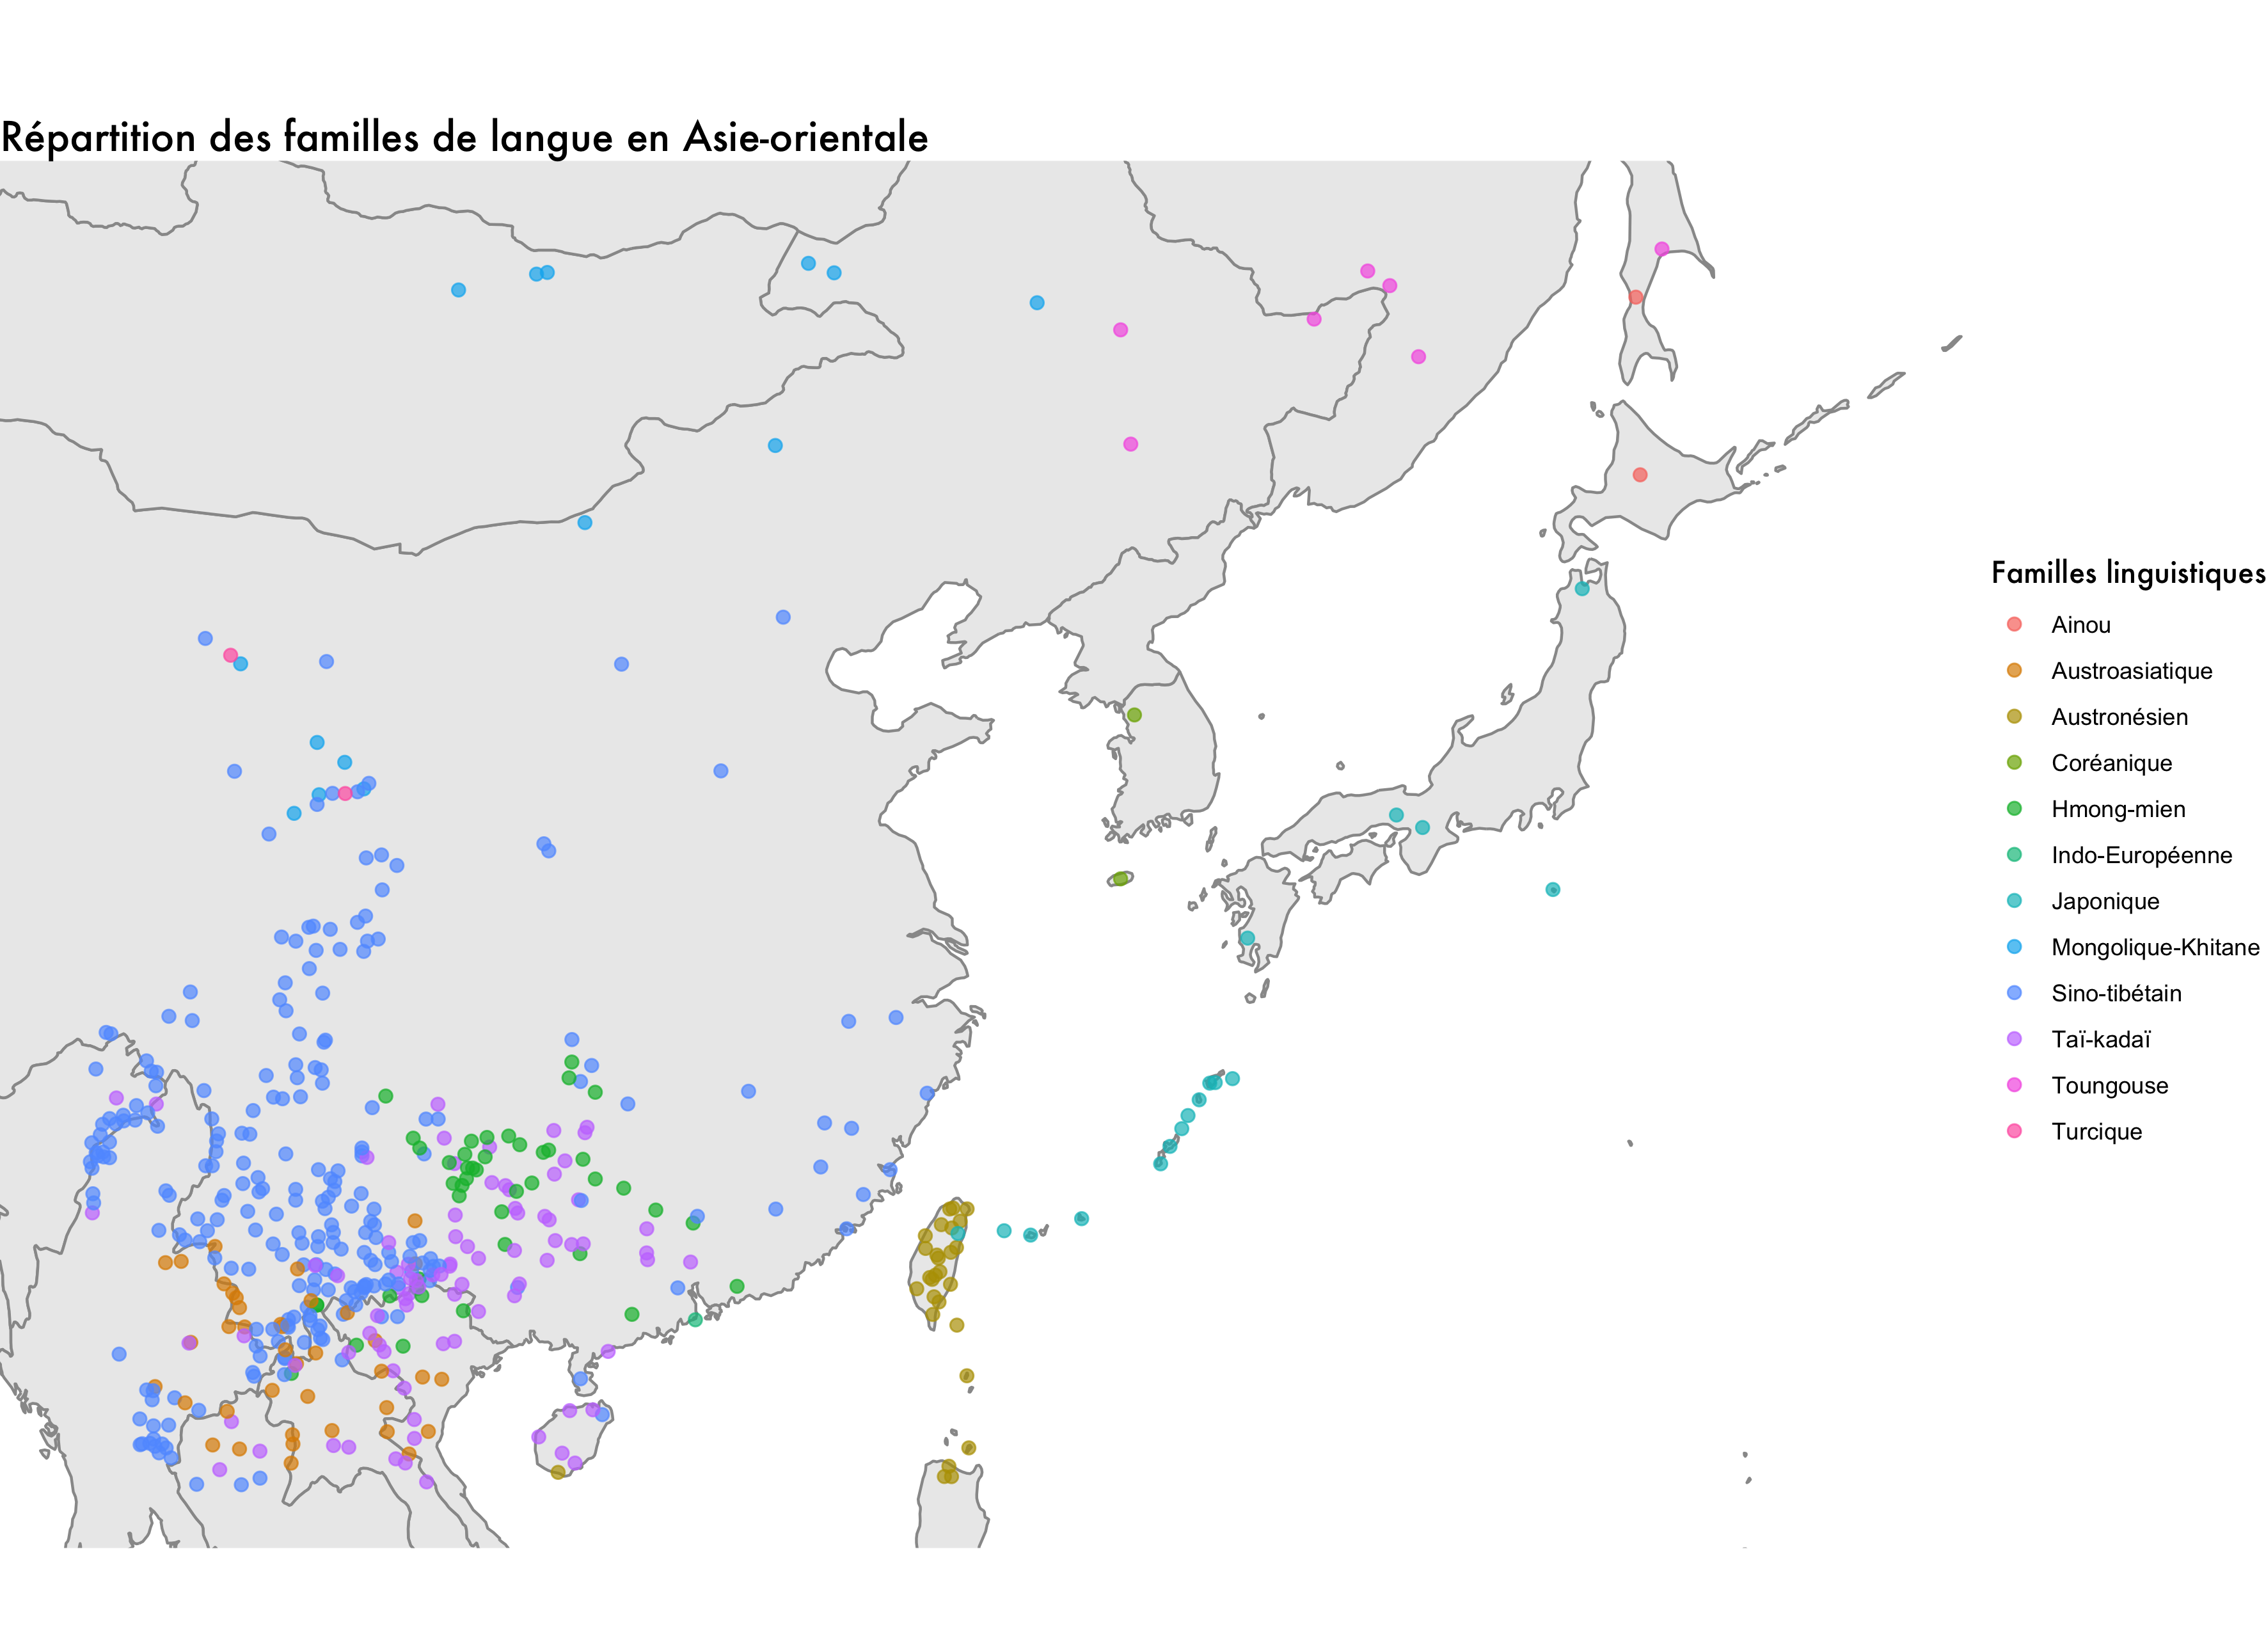 Répartition des familles de langue en Asie-orientale
Familles linguistiques
Ainou
Austroasiatique
Austronésien
Coréanique
Hmong-mien
Indo-Européenne
Japonique
Mongolique-Khitane
Sino-tibétain
Taï-kadaï
Toungouse
Turcique